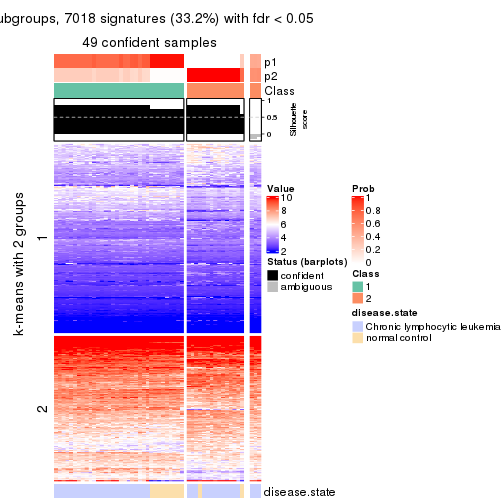 ubgroups, 7018 signatures (33.2%) with fdr < 0.05
49 confident samples
p1
p2
Class
1
0.5
0
Silhouette
score
k-means with 2 groups
1
2
Value
10
8
6
4
2
Status (barplots)
confident
ambiguous
Prob
1
0.8
0.6
0.4
0.2
0
Class
1
2
disease.state
Chronic lymphocytic leukemia
normal control
disease.state